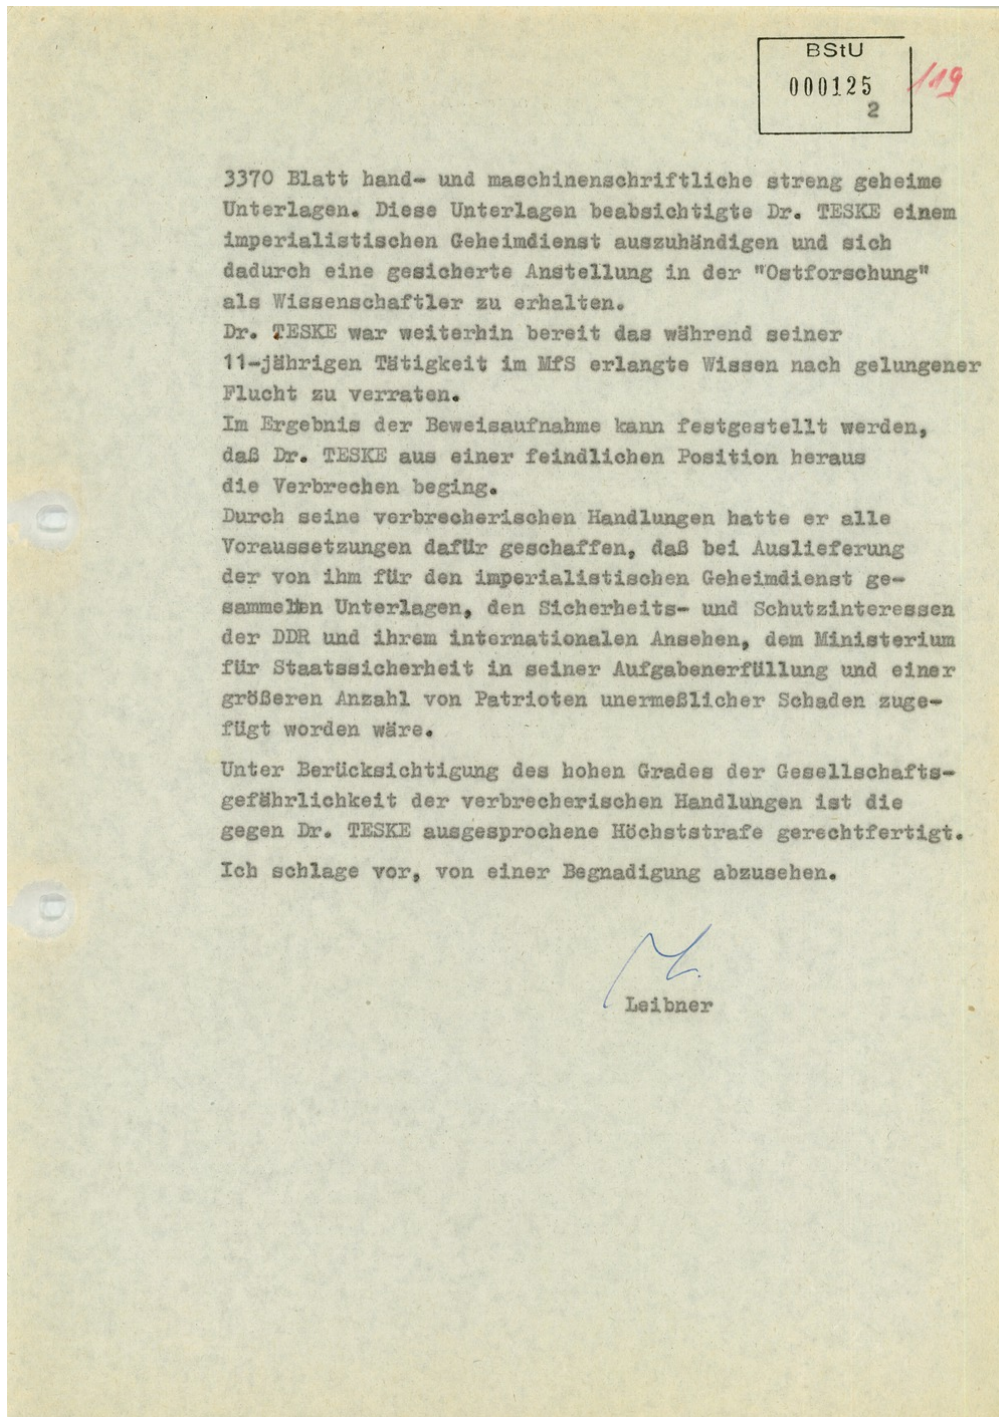 BStU
000125
2
119
3370 Blatt hand- und maschinenschriftliche streng geheime
Unterlagen. Diese Unterlagen beabsichtigte Dr. TESKE einem
imperialistischen Geheimdienst auszuhändigen und sich
dadurch eine gesicherte Anstellung in der "Ostforschung"
als Wissenschaftler zu erhalten.
Dr. TESKE war weiterhin bereit das während seiner
11-jährigen Tätigkeit im MfS erlangte Wissen nach gelungener
Flucht zu verraten.
Im Ergebnis der Beweisaufnahme kann festgestellt werden,
daß Dr. TESKE aus einer feindlichen Position heraus
die Verbrechen beging.
Durch seine verbrecherischen Handlungen hatte er alle
Voraussetzungen dafür geschaffen, daß bei Auslieferung
der von ihm für den imperialistischen Geheimdienst ge-
sammelten Unterlagen, den Sicherheits- und Schutzinteressen
der DDR und ihrem internationalen Ansehen, dem Ministerium
für Staatssicherheit in seiner Aufgabenerfüllung und einer
größeren Anzahl von Patrioten unermeßlicher Schaden zuge-
fügt worden wäre.
Unter Berücksichtigung des hohen Grades der Gesellschafts-
gefährlichkeit der verbrecherischen Handlungen ist die
gegen Dr. TESKE ausgesprochene Höchststrafe gerechtfertigt.
Ich schlage vor, von einer Begnadigung abzusehen.
Leibner